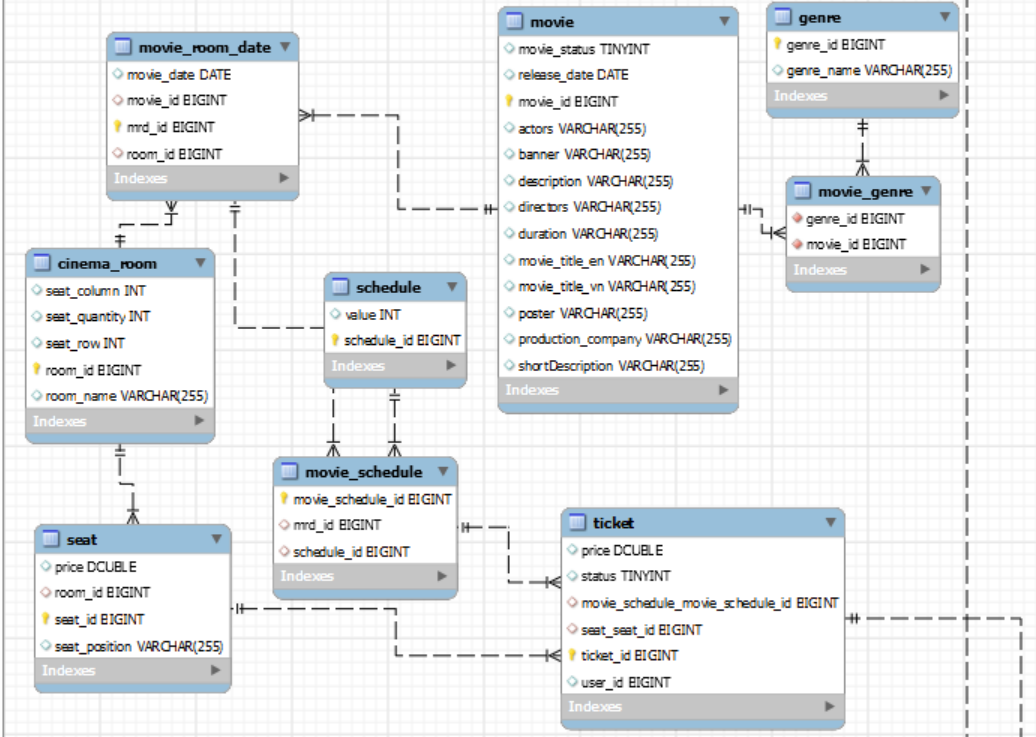 movie_room_date
movie_date DATE
movie_id BIGINT
mrd_id BIGINT
room_id BIGINT
Indexes
movie
movie_status TINYINT
release_date DATE
movie_id BIGINT
actors VARCHAR(255)
banner VARCHAR(255)
description VARCHAR(255)
directors VARCHAR(255)
duration VARCHAR(255)
movie_title_en VARCHAR(255)
movie_title_vn VARCHAR(255)
poster VARCHAR(255)
production_company VARCHAR(255)
shortDescription VARCHAR(255)
Indexes
genre
genre_id BIGINT
genre_name VARCHAR(255)
Indexes
movie_genre
genre_id BIGINT
movie_id BIGINT
Indexes
cinema_room
seat_column INT
seat_quantity INT
seat_row INT
room_id BIGINT
room_name VARCHAR(255)
Indexes
schedule
value INT
schedule_id BIGINT
Indexes
movie_schedule
movie_schedule_id BIGINT
mrd_id BIGINT
schedule_id BIGINT
Indexes
seat
price DOUBLE
room_id BIGINT
seat_id BIGINT
seat_position VARCHAR(255)
Indexes
ticket
price DOUBLE
status TINYINT
movie_schedule_movie_schedule_id BIGINT
seat_seat_id BIGINT
ticket_id BIGINT
user_id BIGINT
Indexes